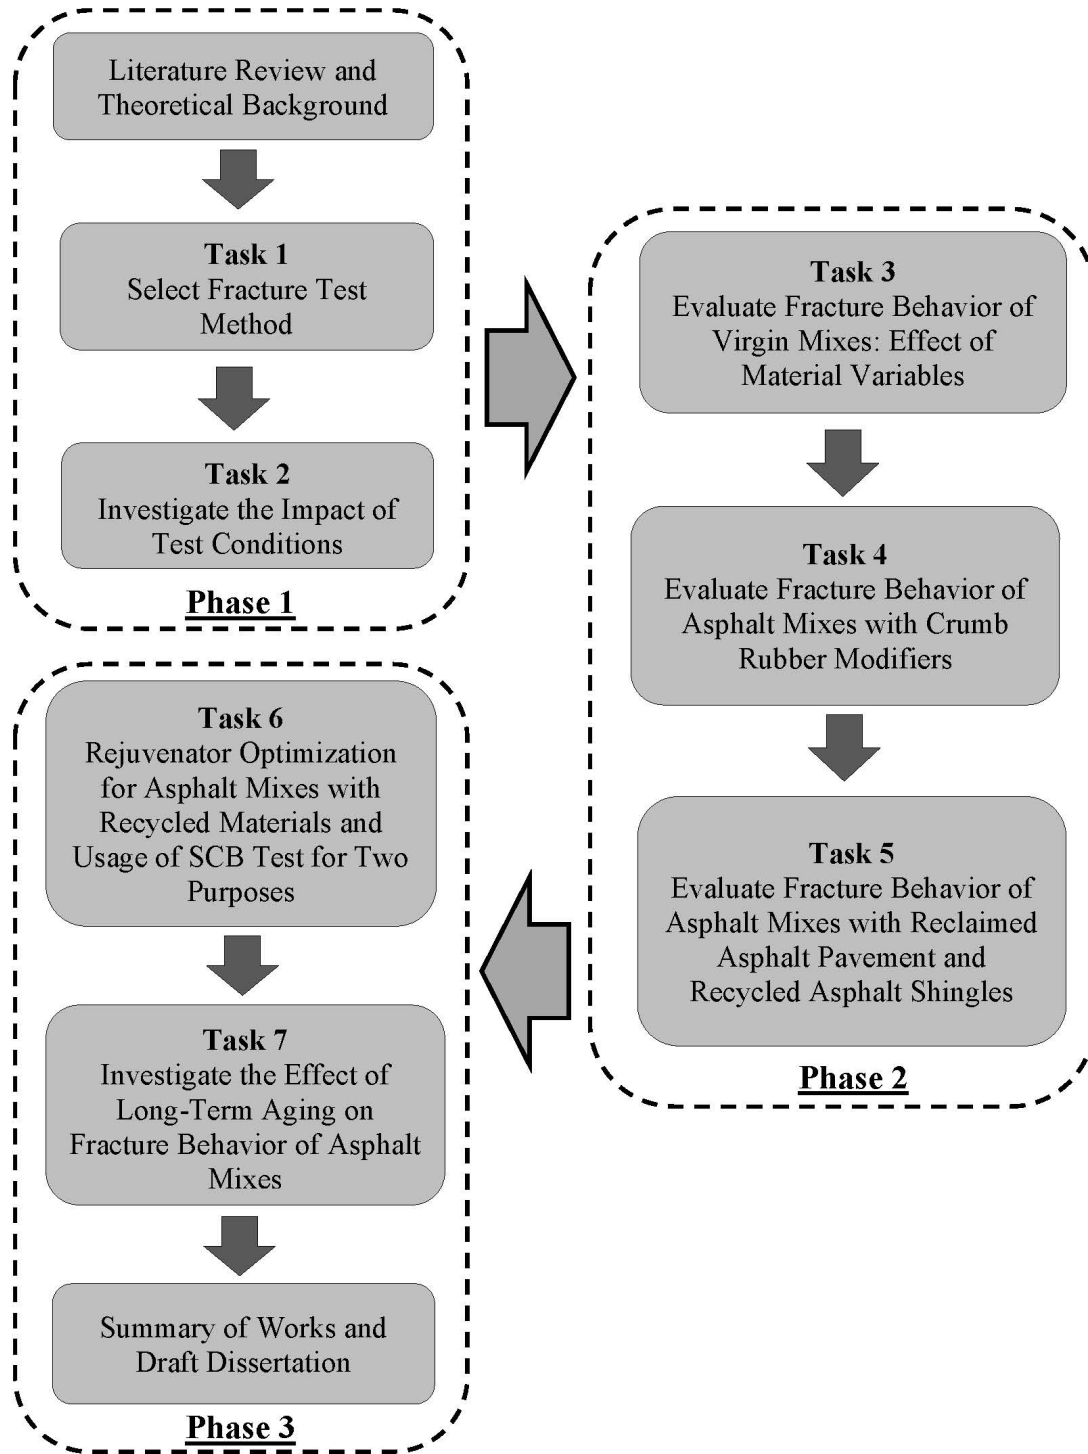 Literature Review and
Theoretical Background
Task 1
Select Fracture Test
Method
Task 2
Investigate the Impact of
Test Conditions
Phase 1
Task 3
Evaluate Fracture Behavior of
Virgin Mixes: Effect of
Material Variables
Task 4
Evaluate Fracture Behavior of
Asphalt Mixes with Crumb
Rubber Modifiers
Task 5
Evaluate Fracture Behavior of
Asphalt Mixes with Reclaimed
Asphalt Pavement and
Recycled Asphalt Shingles
Phase 2
Task 6
Rejuvenator Optimization
for Asphalt Mixes with
Recycled Materials and
Usage of SCB Test for Two
Purposes
Task 7
Investigate the Effect of
Long-Term Aging on
Fracture Behavior of Asphalt
Mixes
Summary of Works and
Draft Dissertation
Phase 3